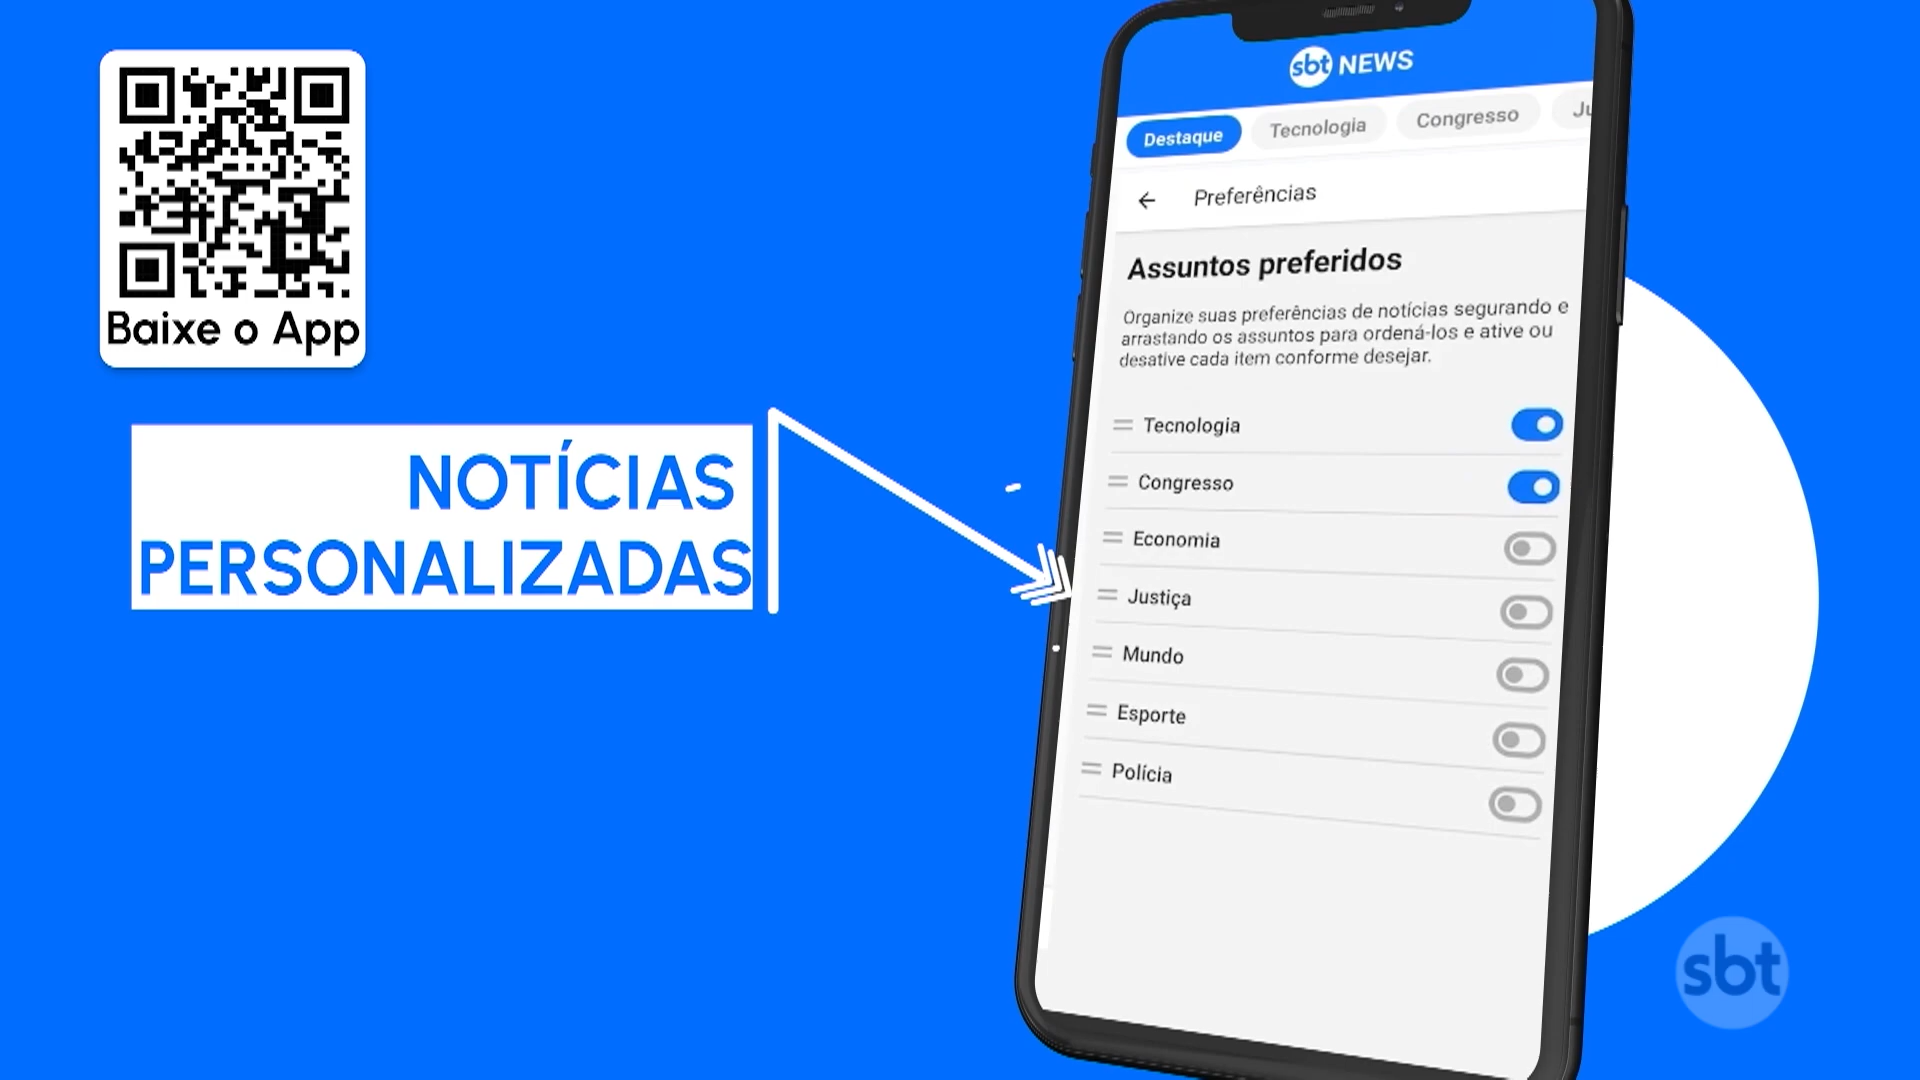 Baixe o App
NOTÍCIAS
PERSONALIZADAS
sbt NEWS
Destaque
Tecnologia
Congresso
Ju
Preferências
Assuntos preferidos
Organize suas preferências de notícias segurando e
arrastando os assuntos para ordená-los e ative ou
desative cada item conforme desejar.
Tecnologia
Congresso
Economia
Justiça
Mundo
Esporte
Polícia
sbt